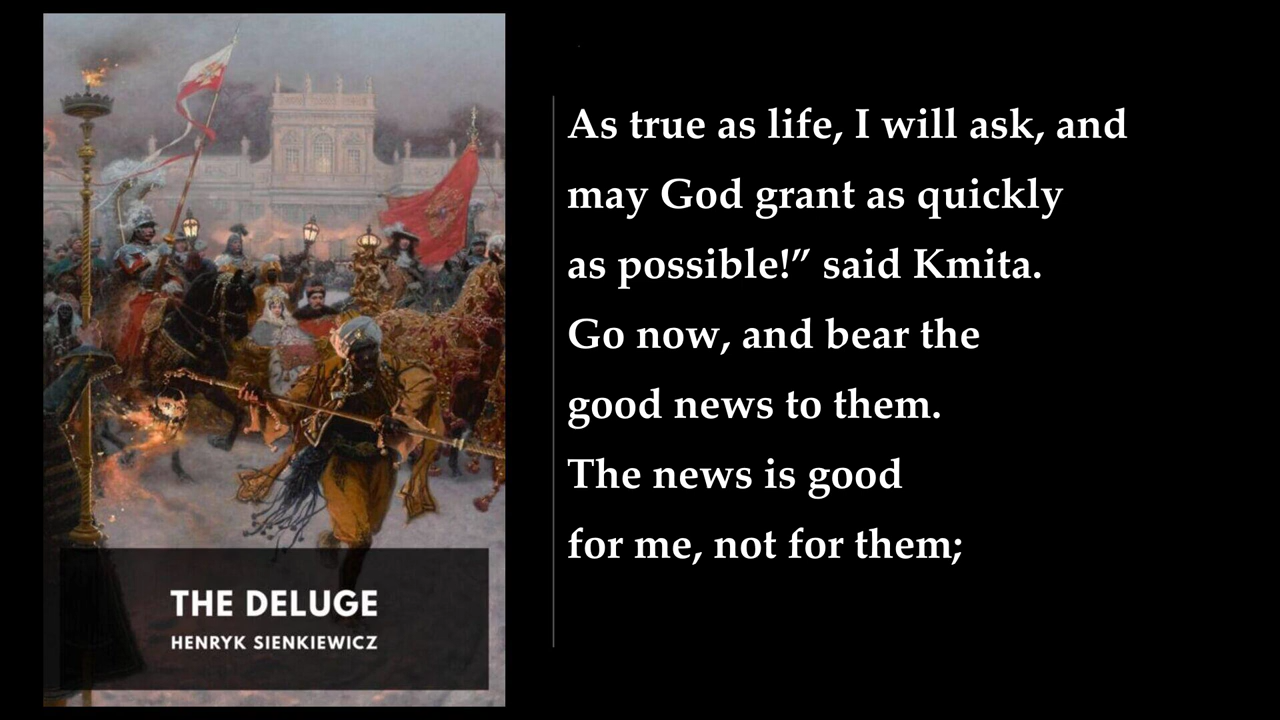 THE DELUGE
HENRYK SIENKIEWICZ
As true as life, I will ask, and
may God grant as quickly
as possible!” said Kmita.
Go now, and bear the
good news to them.
The news is good
for me, not for them;